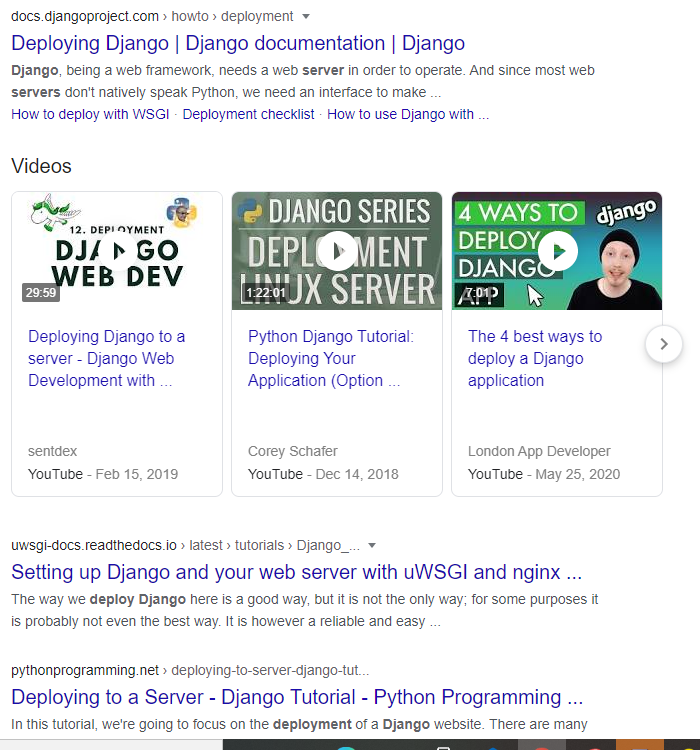 docs.djangoproject.com › howto › deployment
Deploying Django | Django documentation | Django
Django, being a web framework, needs a web server in order to operate. And since most web
servers don't natively speak Python, we need an interface to make ...
How to deploy with WSGI · Deployment checklist · How to use Django with ...
Videos
12. DEPLOYMENT
DJANGO
WEB DEV
29:59
Deploying Django to a
server - Django Web
Development with ...
sentdex
YouTube - Feb 15, 2019
DJANGO SERIES
DEPLOYMENT
LINUX SERVER
1:22:01
Python Django Tutorial:
Deploying Your
Application (Option ...
Corey Schafer
YouTube - Dec 14, 2018
4 WAYS TO
DEPLOY
DJANGO
APP
django
7:01
The 4 best ways to
deploy a Django
application
London App Developer
YouTube - May 25, 2020
uwsgi-docs.readthedocs.io › latest › tutorials › Django_...
Setting up Django and your web server with uWSGI and nginx ...
The way we deploy Django here is a good way, but it is not the only way; for some purposes it
is probably not even the best way. It is however a reliable and easy ...
pythonprogramming.net › deploying-to-server-django-tut...
Deploying to a Server - Django Tutorial - Python Programming ...
In this tutorial, we're going to focus on the deployment of a Django website. There are many